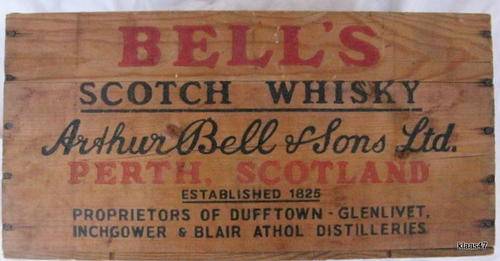 BELL'S
SCOTCH WHISKY
Arthur Bell & Sons Ltd.
PERTH, SCOTLAND
ESTABLISHED 1825
PROPRIETORS OF DUFFTOWN - GLENLIVET,
INCHGOWER & BLAIR ATHOL DISTILLERIES
klaas47